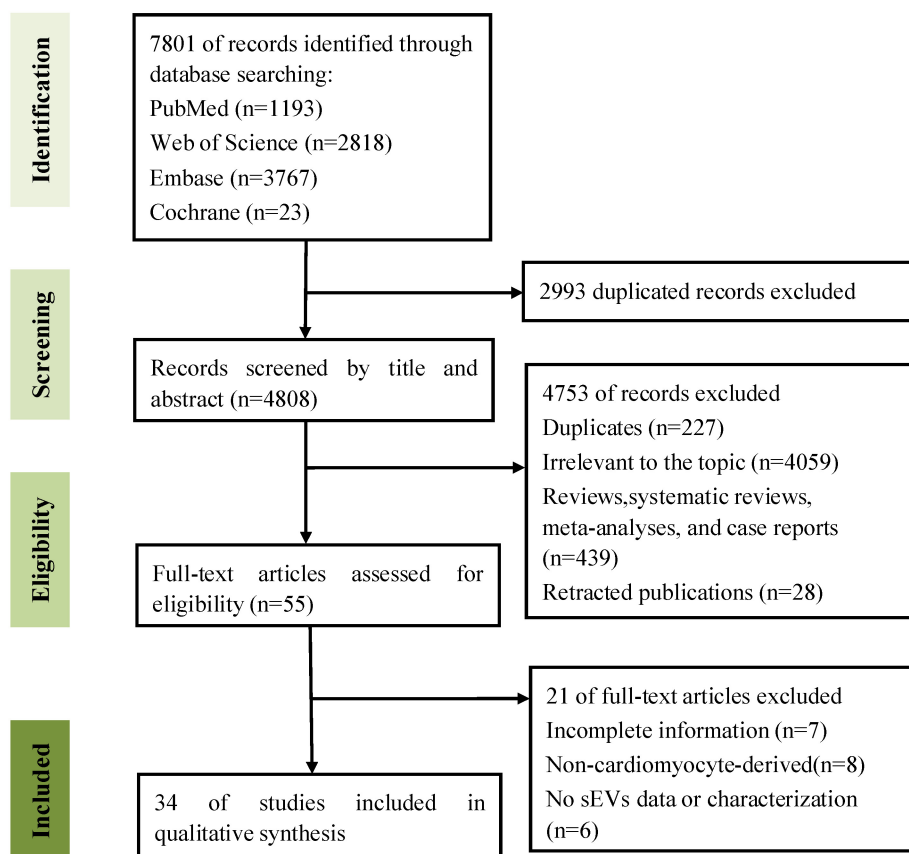 Identification
7801 of records identified through
database searching:
PubMed (n=1193)
Web of Science (n=2818)
Embase (n=3767)
Cochrane (n=23)
Screening
2993 duplicated records excluded
Records screened by title and
abstract (n=4808)
4753 of records excluded
Duplicates (n=227)
Irrelevant to the topic (n=4059)
Reviews,systematic reviews,
meta-analyses, and case reports
(n=439)
Retracted publications (n=28)
Eligibility
Full-text articles assessed for
eligibility (n=55)
21 of full-text articles excluded
Incomplete information (n=7)
Non-cardiomyocyte-derived(n=8)
No sEVs data or characterization
(n=6)
Included
34 of studies included in
qualitative synthesis